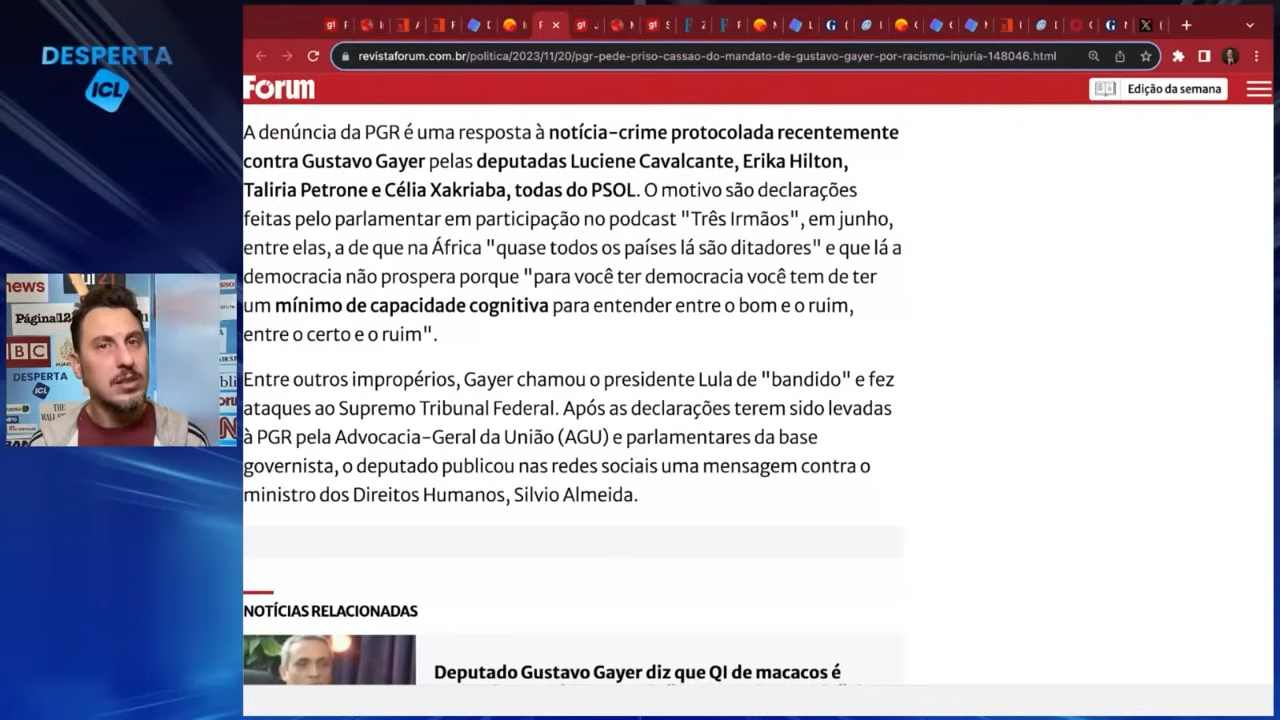 DESPERTA
ICL
revistaforum.com.br/politica/2023/11/20/pgr-pede-priso-cassao-do-mandato-de-gustavo-gayer-por-racismo-injuria-148046.html
Fórum
Edição da semana
A denúncia da PGR é uma resposta à notícia-crime protocolada recentemente
contra Gustavo Gayer pelas deputadas Luciene Cavalcante, Erika Hilton,
Taliria Petrone e Célia Xakriaba, todas do PSOL. O motivo são declarações
feitas pelo parlamentar em participação no podcast "Três Irmãos", em junho,
entre elas, a de que na África "quase todos os países lá são ditadores" e que lá a
democracia não prospera porque "para você ter democracia você tem de ter
um mínimo de capacidade cognitiva para entender entre o bom e o ruim,
entre o certo e o ruim".
Entre outros impropérios, Gayer chamou o presidente Lula de "bandido" e fez
ataques ao Supremo Tribunal Federal. Após as declarações terem sido levadas
à PGR pela Advocacia-Geral da União (AGU) e parlamentares da base
governista, o deputado publicou nas redes sociais uma mensagem contra o
ministro dos Direitos Humanos, Silvio Almeida.
NOTÍCIAS RELACIONADAS
Deputado Gustavo Gayer diz que QI de macacos é
news
Página12
BBC
DESPERTA
ICL
THE